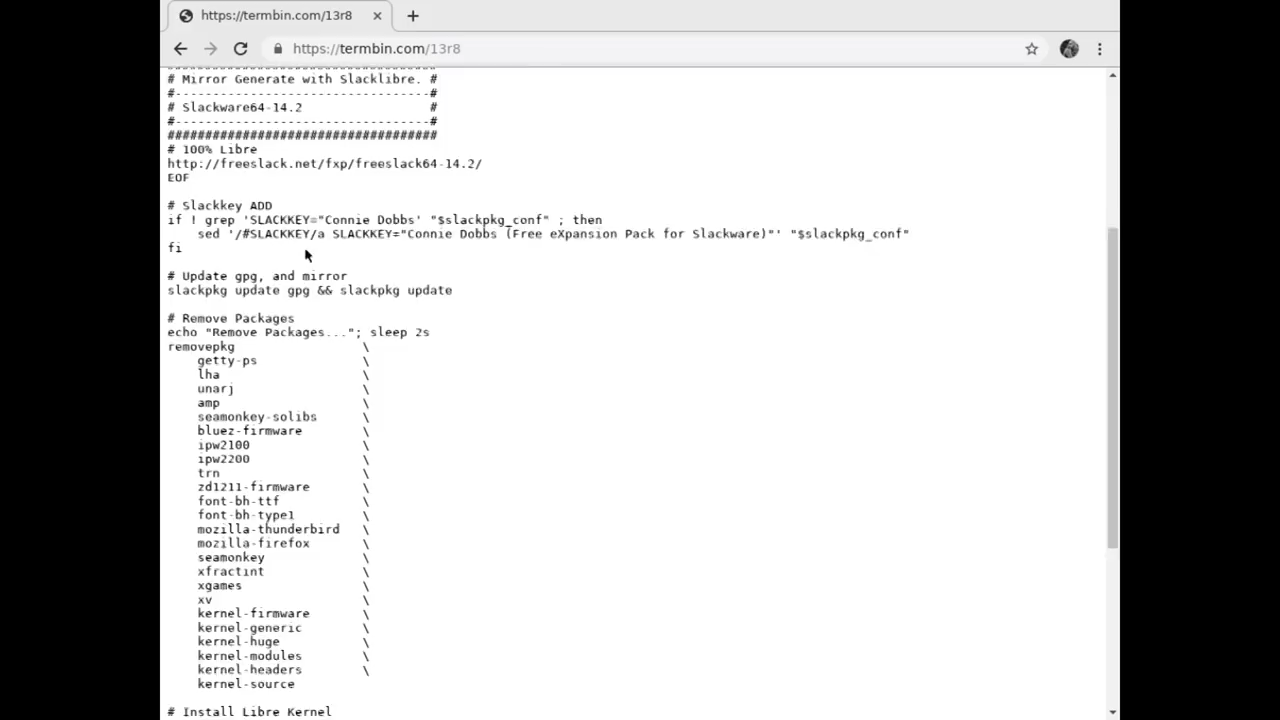 https://termbin.com/13r8
https://termbin.com/13r8
# Mirror Generate with Slacklibre. #
#----------------------------------#
# Slackware64-14.2                 #
#----------------------------------#
####################################
# 100% Libre
http://freeslack.net/fxp/freeslack64-14.2/
EOF
# Slackkey ADD
if ! grep 'SLACKKEY="Connie Dobbs' "$slackpkg_conf" ; then
    sed '/#SLACKKEY/a SLACKKEY="Connie Dobbs (Free eXpansion Pack for Slackware)"' "$slackpkg_conf"
fi
# Update gpg, and mirror
slackpkg update gpg && slackpkg update
# Remove Packages
echo "Remove Packages..."; sleep 2s
removepkg                 \
    getty-ps              \
    lha                   \
    unarj                 \
    amp                   \
    seamonkey-solibs      \
    bluez-firmware        \
    ipw2100               \
    ipw2200               \
    trn                   \
    zd1211-firmware       \
    font-bh-ttf           \
    font-bh-type1         \
    mozilla-thunderbird   \
    mozilla-firefox       \
    seamonkey             \
    xfractint             \
    xgames                \
    xv                    \
    kernel-firmware       \
    kernel-generic        \
    kernel-huge           \
    kernel-modules        \
    kernel-headers        \
    kernel-source
# Install Libre Kernel